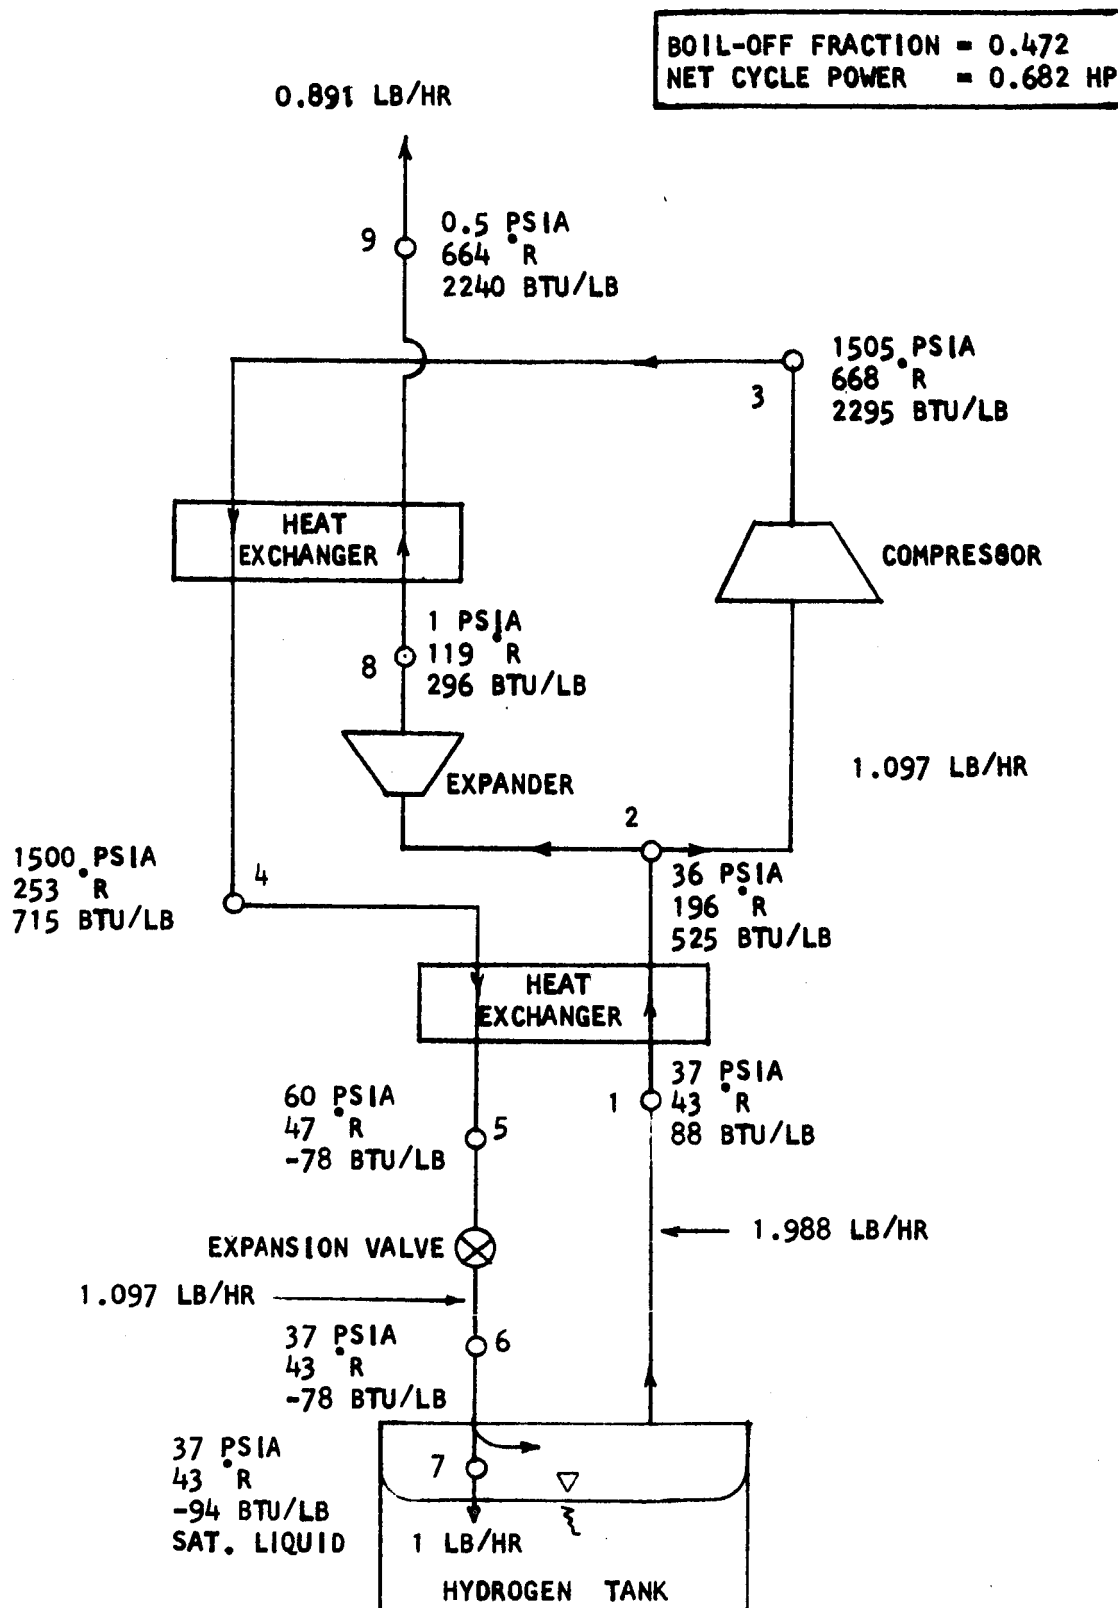 BOIL-OFF FRACTION = 0.472
NET CYCLE POWER = 0.682 HP
0.891 LB/HR
9
0.5 PSIA
664 °R
2240 BTU/LB
1505 PSIA
668 °R
2295 BTU/LB
3
HEAT
EXCHANGER
COMPRESSOR
1 PSIA
119 °R
296 BTU/LB
8
EXPANDER
1.097 LB/HR
2
1500 PSIA
253 °R
715 BTU/LB
4
36 PSIA
196 °R
525 BTU/LB
HEAT
EXCHANGER
37 PSIA
43 °R
88 BTU/LB
1
60 PSIA
47 °R
-78 BTU/LB
5
1.988 LB/HR
EXPANSION VALVE
1.097 LB/HR
37 PSIA
43 °R
-78 BTU/LB
6
37 PSIA
43 °R
-94 BTU/LB
SAT. LIQUID
7
1 LB/HR
HYDROGEN TANK